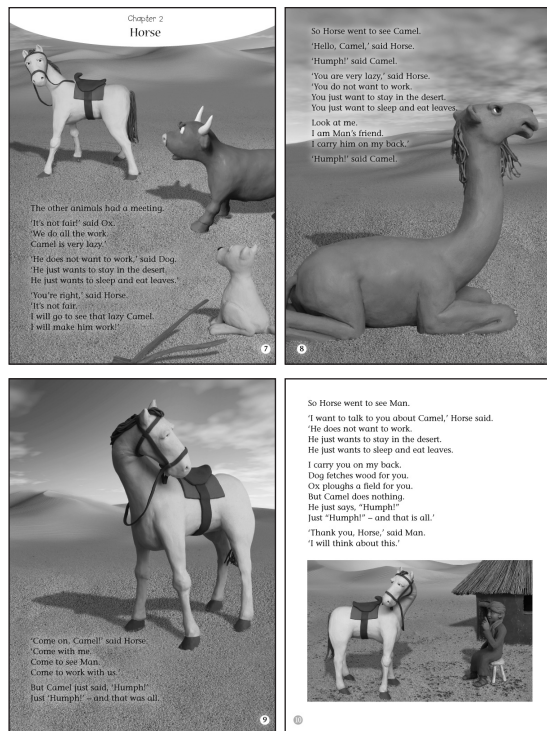 Chapter 2
Horse
The other animals had a meeting.
‘It’s not fair!’ said Ox.
‘We do all the work.
Camel is very lazy.’
‘He does not want to work,’ said Dog.
‘He just wants to stay in the desert.
He just wants to sleep and eat leaves.’
‘You’re right,’ said Horse.
‘It’s not fair.
I will go to see that lazy Camel.
I will make him work!’
7
So Horse went to see Camel.
‘Hello, Camel,’ said Horse.
‘Humph!’ said Camel.
‘You are very lazy,’ said Horse.
‘You do not want to work.
You just want to stay in the desert.
You just want to sleep and eat leaves.
Look at me.
I am Man’s friend.
I carry him on my back.’
‘Humph!’ said Camel.
8
‘Come on, Camel!’ said Horse.
‘Come with me.
Come to see Man.
Come to work with us.’
But Camel just said, ‘Humph!’
Just ‘Humph!’ – and that was all.
9
So Horse went to see Man.
‘I want to talk to you about Camel,’ Horse said.
‘He does not want to work.
He just wants to stay in the desert.
He just wants to sleep and eat leaves.
I carry you on my back.
Dog fetches wood for you.
Ox ploughs a field for you.
But Camel does nothing.
He just says, “Humph!”
Just “Humph!” – and that is all.’
‘Thank you, Horse,’ said Man.
‘I will think about this.’
10